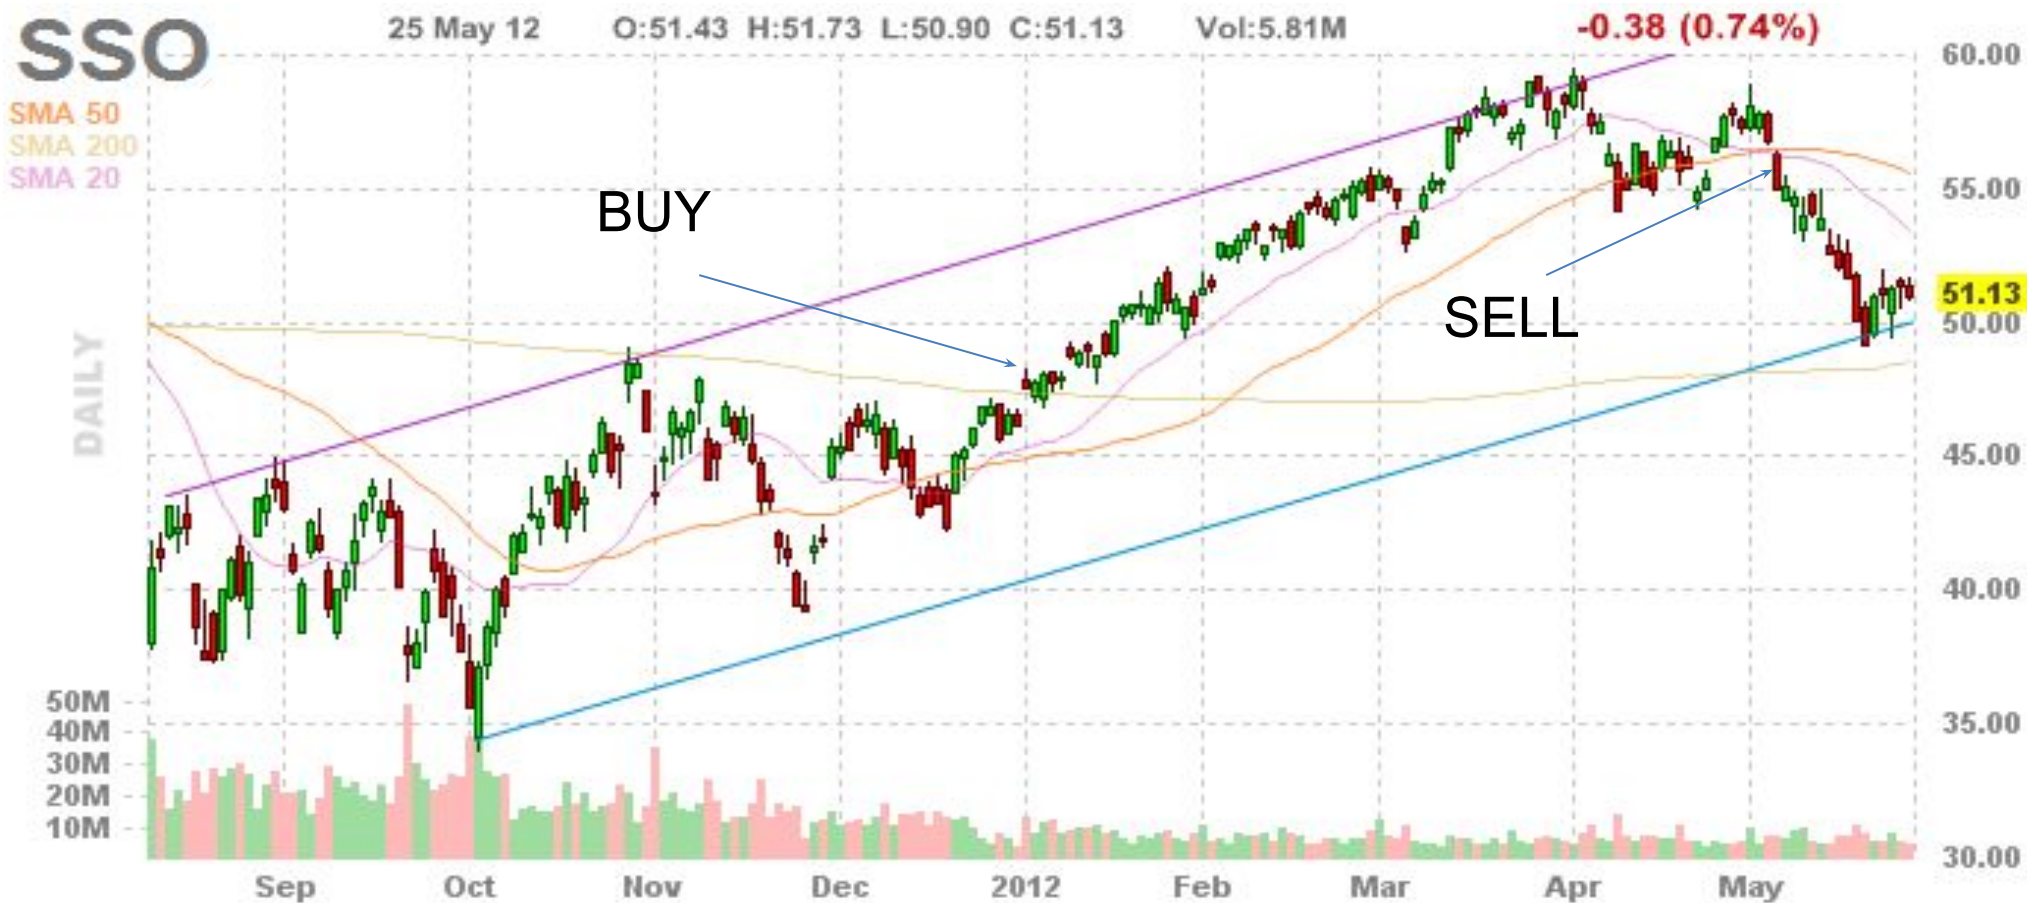 SSO
25 May 12 O:51.43 H:51.73 L:50.90 C:51.13 Vol:5.81M -0.38 (0.74%)
SMA 50
SMA 200
SMA 20
60.00
55.00
51.13
50.00
45.00
40.00
35.00
30.00
BUY
SELL
DAILY
50M
40M
30M
20M
10M
Sep Oct Nov Dec 2012 Feb Mar Apr May